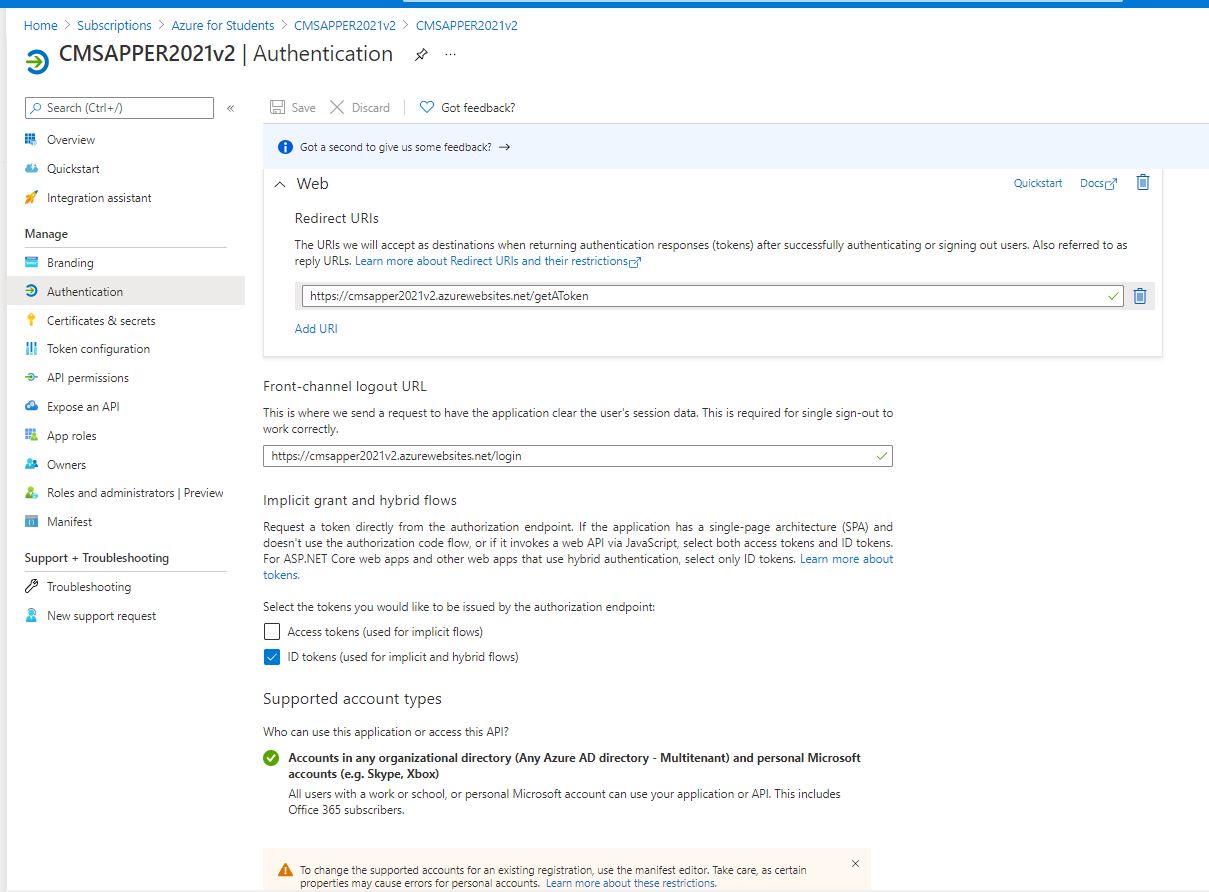 Home > Subscriptions > Azure for Students > CMSAPPER2021v2 > CMSAPPER2021v2
CMSAPPER2021v2 | Authentication ...
Search (Ctrl+/) «
Overview
Quickstart
Integration assistant
Manage
Branding
Authentication
Certificates & secrets
Token configuration
API permissions
Expose an API
App roles
Owners
Roles and administrators | Preview
Manifest
Support + Troubleshooting
Troubleshooting
New support request
Save Discard Got feedback?
Got a second to give us some feedback? →
Web Quickstart Docs
Redirect URIs
The URIs we will accept as destinations when returning authentication responses (tokens) after successfully authenticating or signing out users. Also referred to as
reply URLs. Learn more about Redirect URIs and their restrictions
https://cmsapper2021v2.azurewebsites.net/getAToken
Add URI
Front-channel logout URL
This is where we send a request to have the application clear the user's session data. This is required for single sign-out to
work correctly.
https://cmsapper2021v2.azurewebsites.net/login
Implicit grant and hybrid flows
Request a token directly from the authorization endpoint. If the application has a single-page architecture (SPA) and
doesn't use the authorization code flow, or if it invokes a web API via JavaScript, select both access tokens and ID tokens.
For ASP.NET Core web apps and other web apps that use hybrid authentication, select only ID tokens. Learn more about
tokens.
Select the tokens you would like to be issued by the authorization endpoint:
Access tokens (used for implicit flows)
ID tokens (used for implicit and hybrid flows)
Supported account types
Who can use this application or access this API?
Accounts in any organizational directory (Any Azure AD directory - Multitenant) and personal Microsoft
accounts (e.g. Skype, Xbox)
All users with a work or school, or personal Microsoft account can use your application or API. This includes
Office 365 subscribers.
To change the supported accounts for an existing registration, use the manifest editor. Take care, as certain
properties may cause errors for personal accounts. Learn more about these restrictions.